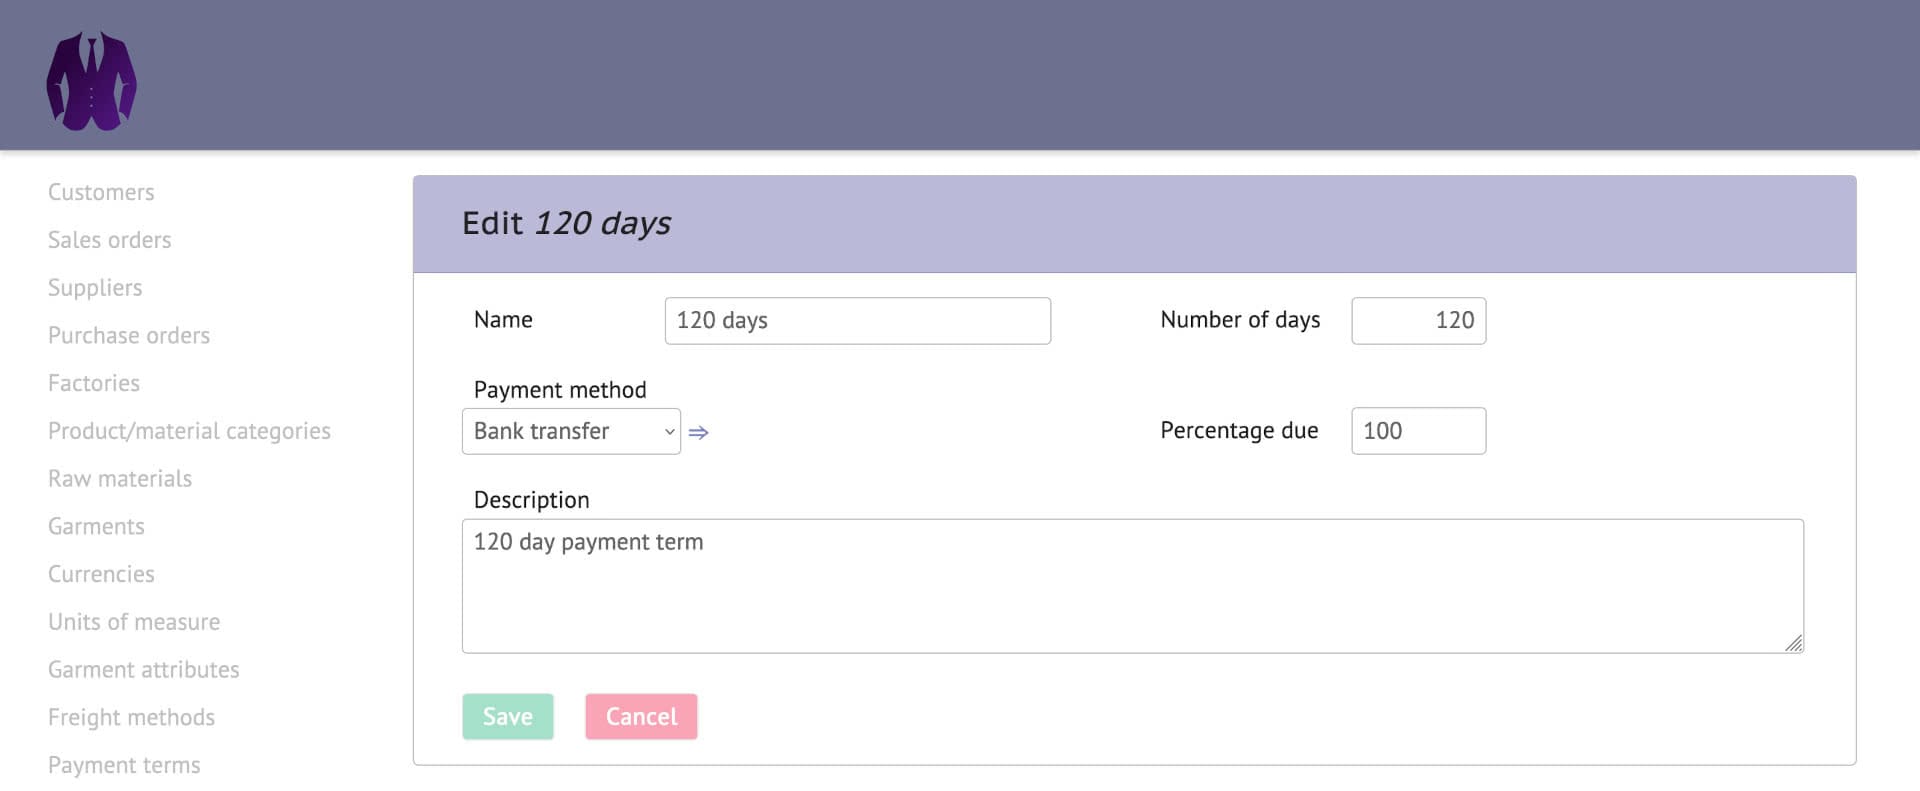 Customers
Sales orders
Suppliers
Purchase orders
Factories
Product/material categories
Raw materials
Garments
Currencies
Units of measure
Garment attributes
Freight methods
Payment terms
Edit 120 days
Name 120 days Number of days 120
Payment method
Bank transfer Percentage due 100
Description
120 day payment term
Save Cancel